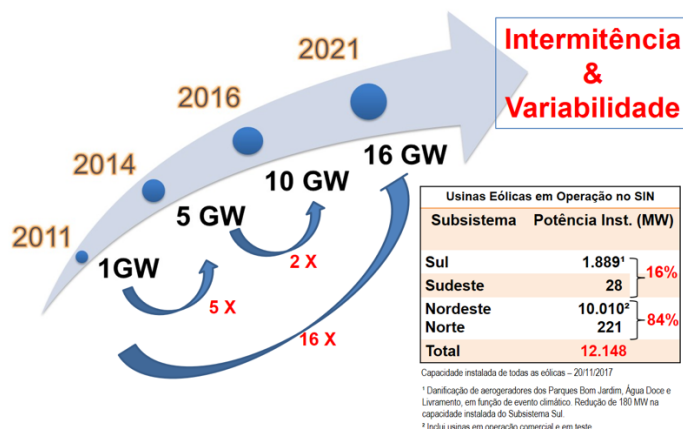 2011
2014
2016
2021
Intermitência
&
Variabilidade
1GW
5 GW
10 GW
16 GW
5 X
2 X
16 X
Usinas Eólicas em Operação no SIN
Subsistema Potência Inst. (MW)
Sul 1.889¹
Sudeste 28
16%
Nordeste 10.010²
Norte 221
84%
Total 12.148
Capacidade instalada de todas as eólicas – 20/11/2017
¹ Danificação de aerogeradores dos Parques Bom Jardim, Água Doce e
Livramento, em função de evento climático. Redução de 180 MW na
capacidade instalada do Subsistema Sul.
² Inclui usinas em operação comercial e em teste